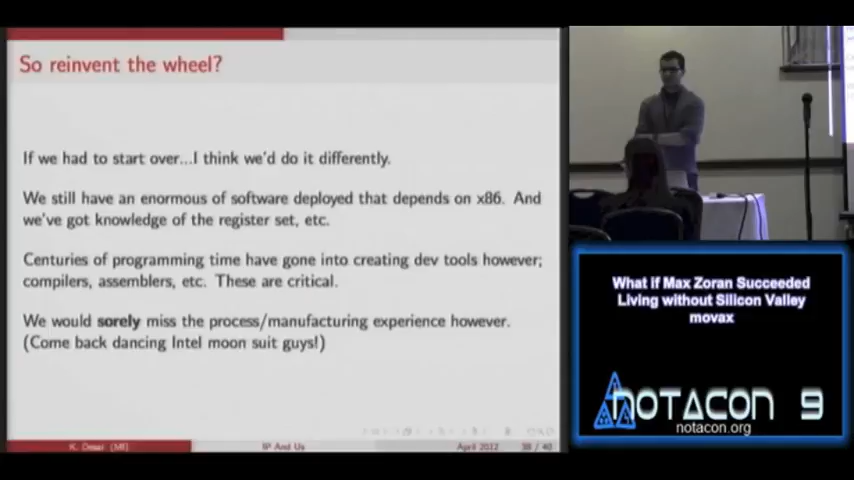 So reinvent the wheel?
If we had to start over...I think we'd do it differently.
We still have an enormous of software deployed that depends on x86. And
we've got knowledge of the register set, etc.
Centuries of programming time have gone into creating dev tools however;
compilers, assemblers, etc. These are critical.
We would sorely miss the process/manufacturing experience however.
(Come back dancing Intel moon suit guys!)
K. Desai (MII)
IP And Us
April 2012
38 / 40
What if Max Zoran Succeeded
Living without Silicon Valley
movax
NOTACON 9
notacon.org